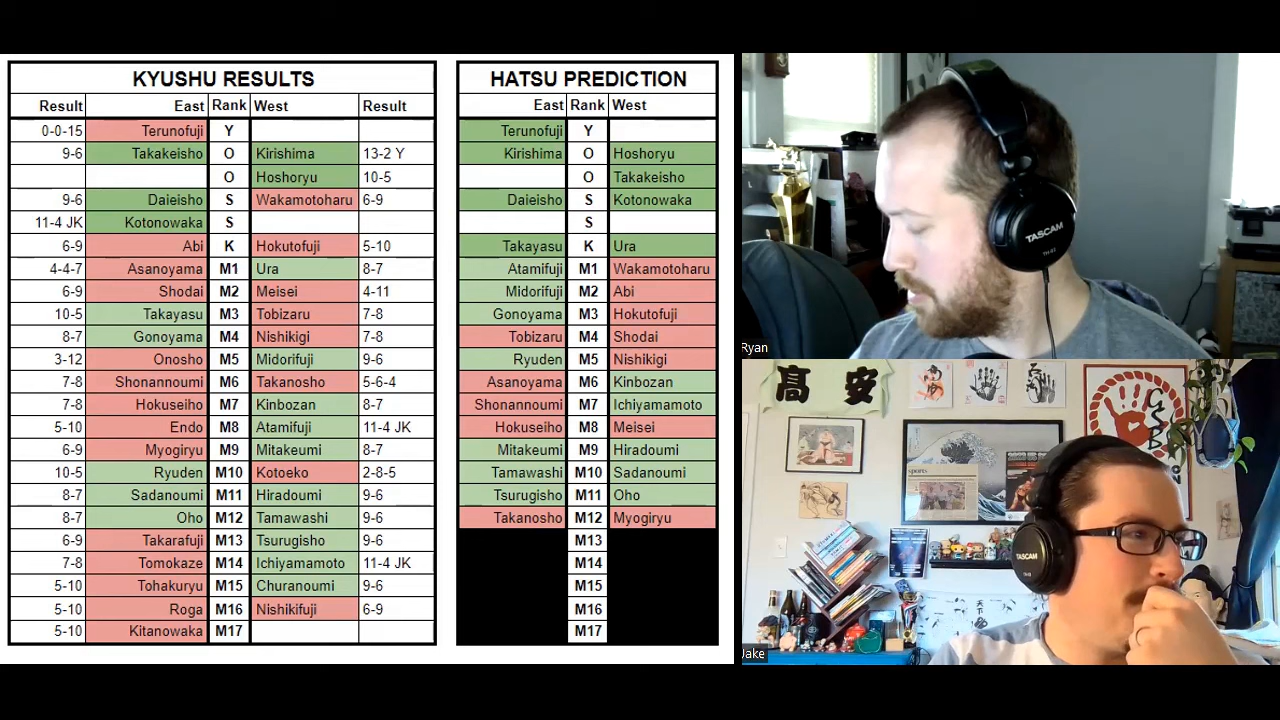 KYUSHU RESULTS
Result East Rank West Result
0-0-15 Terunofuji Y
9-6 Takakeisho O Kirishima 13-2 Y
O Hoshoryu 10-5
9-6 Daieisho S Wakamotoharu 6-9
11-4 JK Kotonowaka S
6-9 Abi K Hokutofuji 5-10
4-4-7 Asanoyama M1 Ura 8-7
6-9 Shodai M2 Meisei 4-11
10-5 Takayasu M3 Tobizaru 7-8
8-7 Gonoyama M4 Nishikigi 7-8
3-12 Onosho M5 Midorifuji 9-6
7-8 Shonannoumi M6 Takanosho 5-6-4
7-8 Hokuseiho M7 Kinbozan 8-7
5-10 Endo M8 Atamifuji 11-4 JK
6-9 Myogiryu M9 Mitakeumi 8-7
10-5 Ryuden M10 Kotoeko 2-8-5
8-7 Sadanoumi M11 Hiradoumi 9-6
8-7 Oho M12 Tamawashi 9-6
6-9 Takarafuji M13 Tsurugisho 9-6
7-8 Tomokaze M14 Ichiyamamoto 11-4 JK
5-10 Tohakuryu M15 Churanoumi 9-6
5-10 Roga M16 Nishikifuji 6-9
5-10 Kitanowaka M17
HATSU PREDICTION
East Rank West
Terunofuji Y
Kirishima O Hoshoryu
O Takakeisho
Daieisho S Kotonowaka
S
Takayasu K Ura
Atamifuji M1 Wakamotoharu
Midorifuji M2 Abi
Gonoyama M3 Hokutofuji
Tobizaru M4 Shodai
Ryuden M5 Nishikigi
Asanoyama M6 Kinbozan
Shonannoumi M7 Ichiyamamoto
Hokuseiho M8 Meisei
Mitakeumi M9 Hiradoumi
Tamawashi M10 Sadanoumi
Tsurugisho M11 Oho
Takanosho M12 Myogiryu
M13
M14
M15
M16
M17
TASCAM
Ryan
髙安
sports
TASCAM
Jake